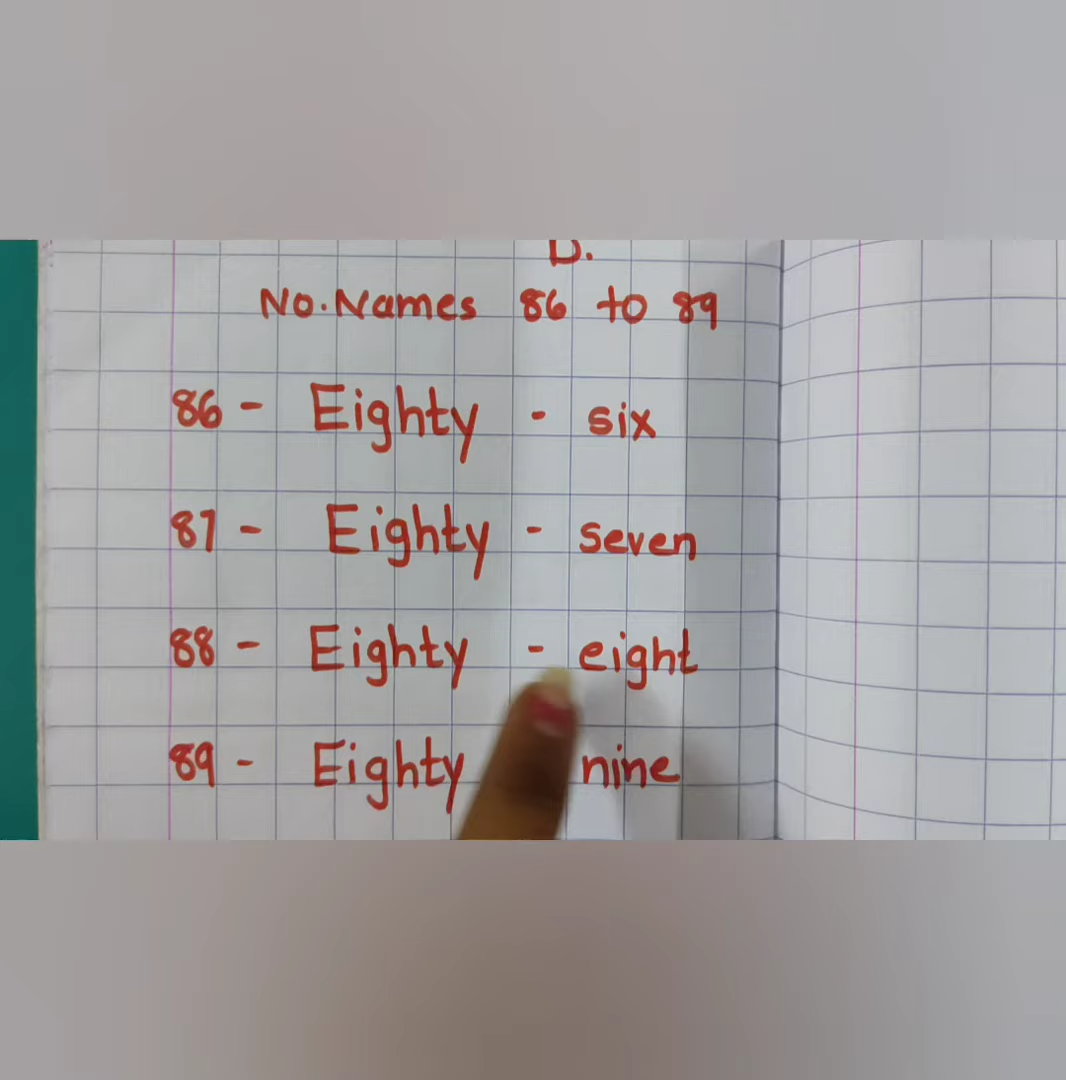 D.
No. Names 86 to 89
86 - Eighty - six
87 - Eighty - seven
88 - Eighty - eight
89 - Eighty nine